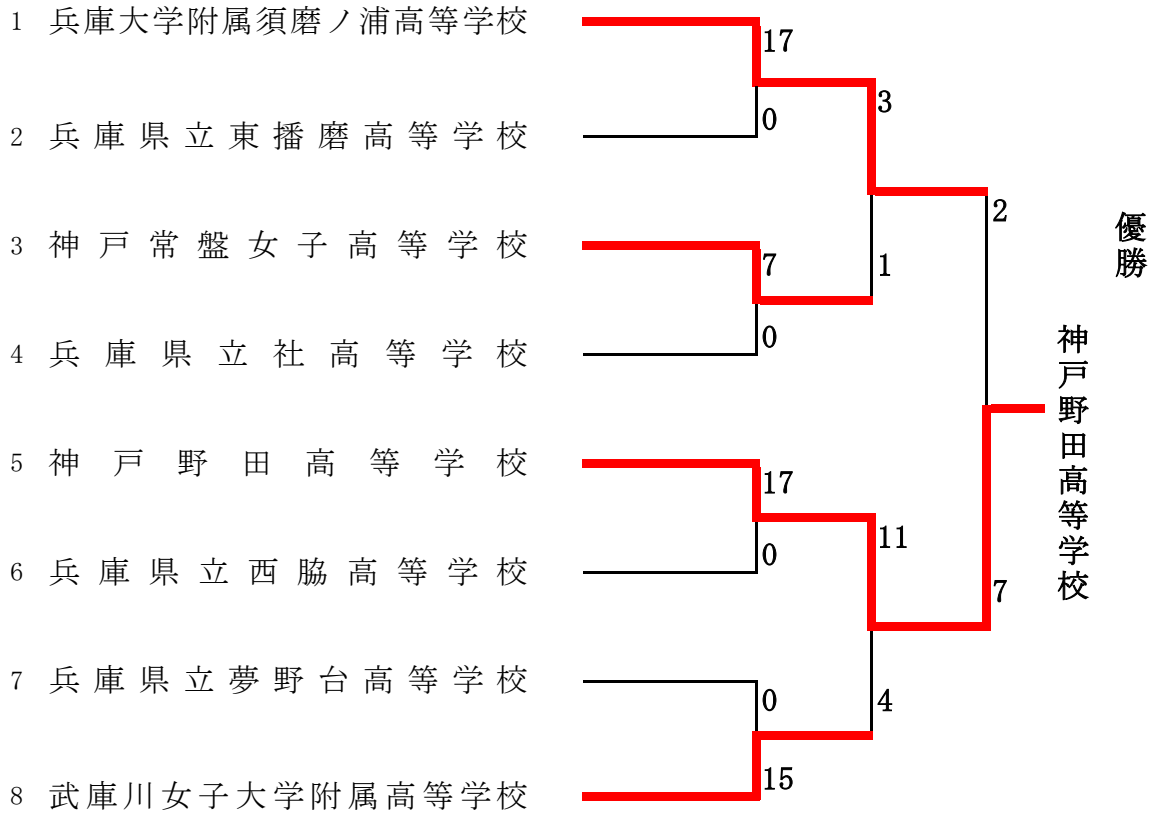 1 兵庫大学附属須磨ノ浦高等学校
17
3
0
2 兵庫県立東播磨高等学校
2
優勝
3 神戸常盤女子高等学校
7
1
0
4 兵庫県立社高等学校
神戸野田高等学校
5 神戸野田高等学校
17
11
0
6 兵庫県立西脇高等学校
7
7 兵庫県立夢野台高等学校
0
4
15
8 武庫川女子大学附属高等学校